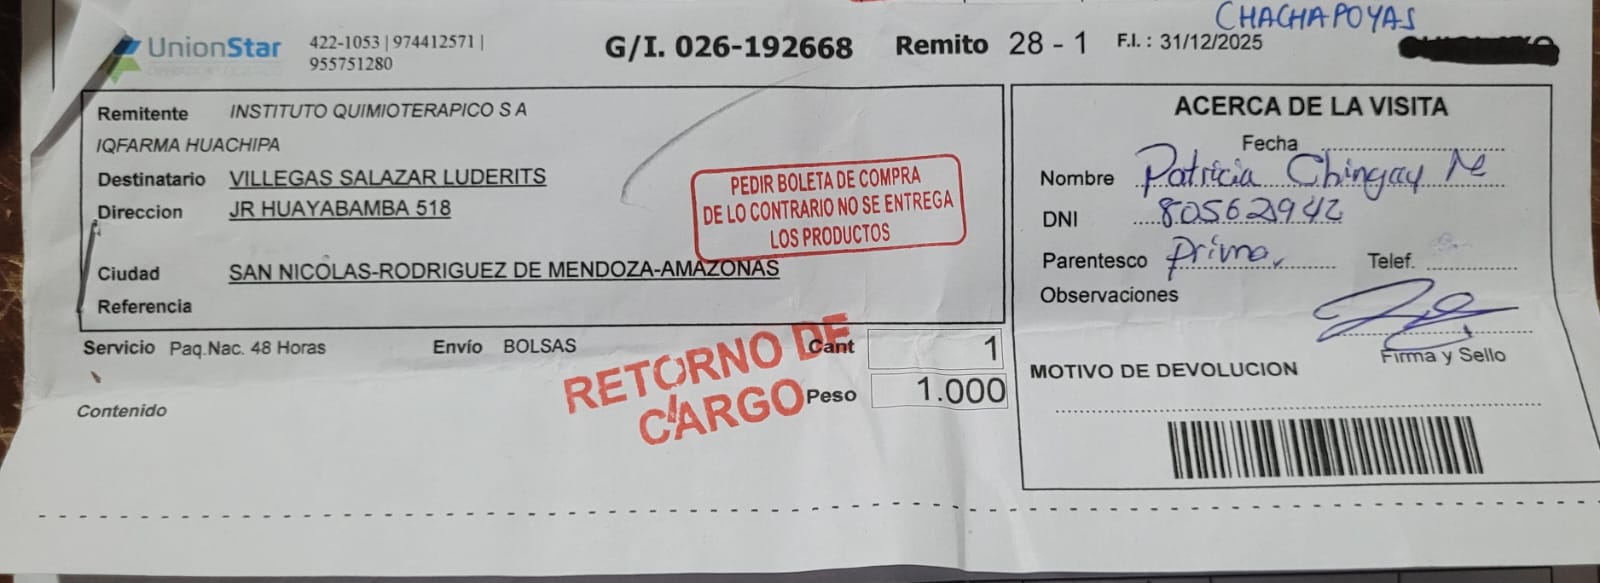 CHACHAPOYAS
UnionStar
422-1053 | 974412571 |
955751280
G/I. 026-192668 Remito 28 - 1 F.I. : 31/12/2025
Remitente INSTITUTO QUIMIOTERAPICO S A
IQFARMA HUACHIPA
Destinatario VILLEGAS SALAZAR LUDERITS
Direccion JR HUAYABAMBA 518
Ciudad SAN NICOLAS-RODRIGUEZ DE MENDOZA-AMAZONAS
Referencia
PEDIR BOLETA DE COMPRA
DE LO CONTRARIO NO SE ENTREGA
LOS PRODUCTOS
Servicio Paq.Nac. 48 Horas Envío BOLSAS Cant 1
Peso 1.000
RETORNO DE
CARGO
Contenido
ACERCA DE LA VISITA
Fecha
Nombre Patricia Chingay M
DNI 80562942
Parentesco Prima
Telef.
Observaciones
Firma y Sello
MOTIVO DE DEVOLUCION